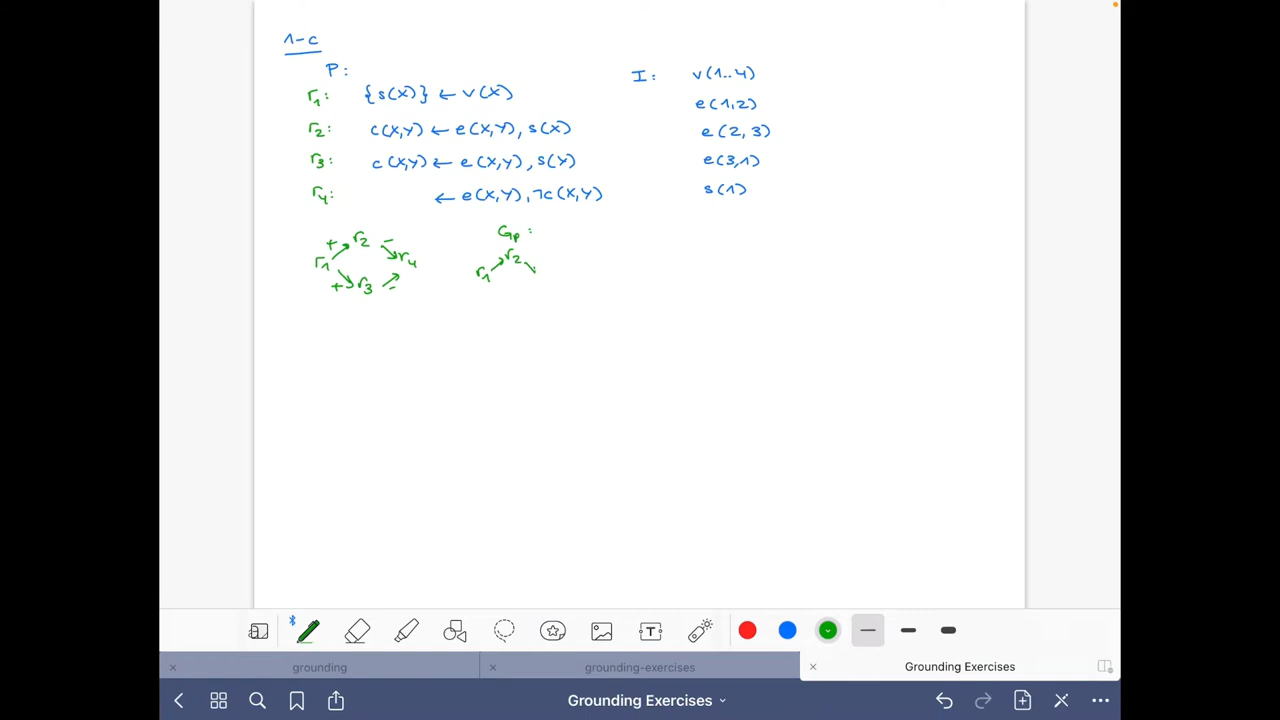 1-c
P:
I: v(1..4)
r1: {s(X)} ← v(X)
e(1,2)
r2: c(X,Y) ← e(X,Y), s(X)
e(2,3)
r3: c(X,Y) ← e(X,Y), s(Y)
e(3,1)
r4: ← e(X,Y), ¬c(X,Y)
s(1)
Gp:
+ r2 -
r1 r4
+ r3 -
r2
r1
T
grounding
grounding-exercises
Grounding Exercises
Grounding Exercises